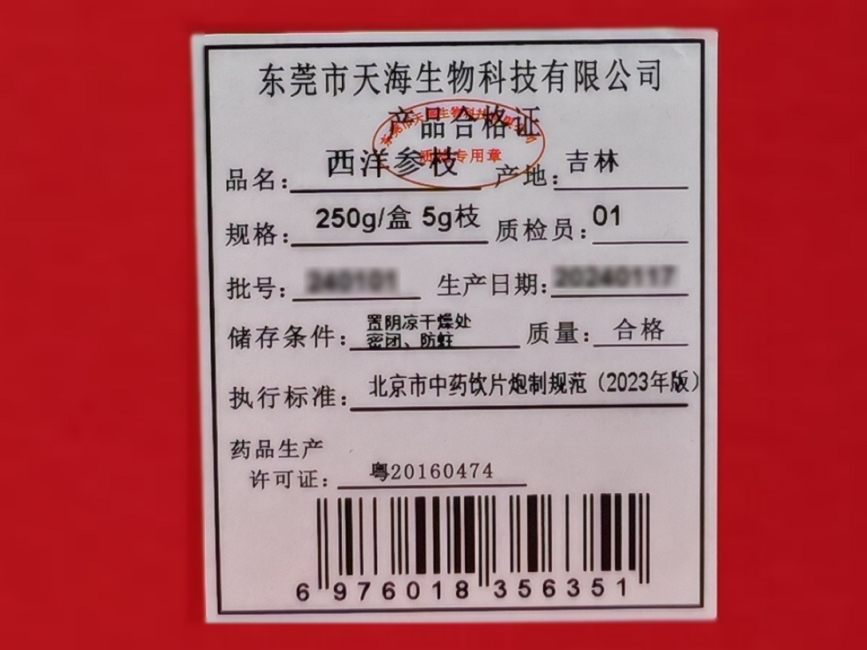 东莞市天海生物科技有限公司
产品合格证
品名：西洋参枝 产地：吉林
规格：250g/盒 5g枝 质检员：01
批号： 生产日期：
储存条件：置阴凉干燥处 密团、防蛀 质量：合格
执行标准：北京市中药饮片炮制规范（2023年版）
药品生产
许可证：粤20160474
6 976018 356351